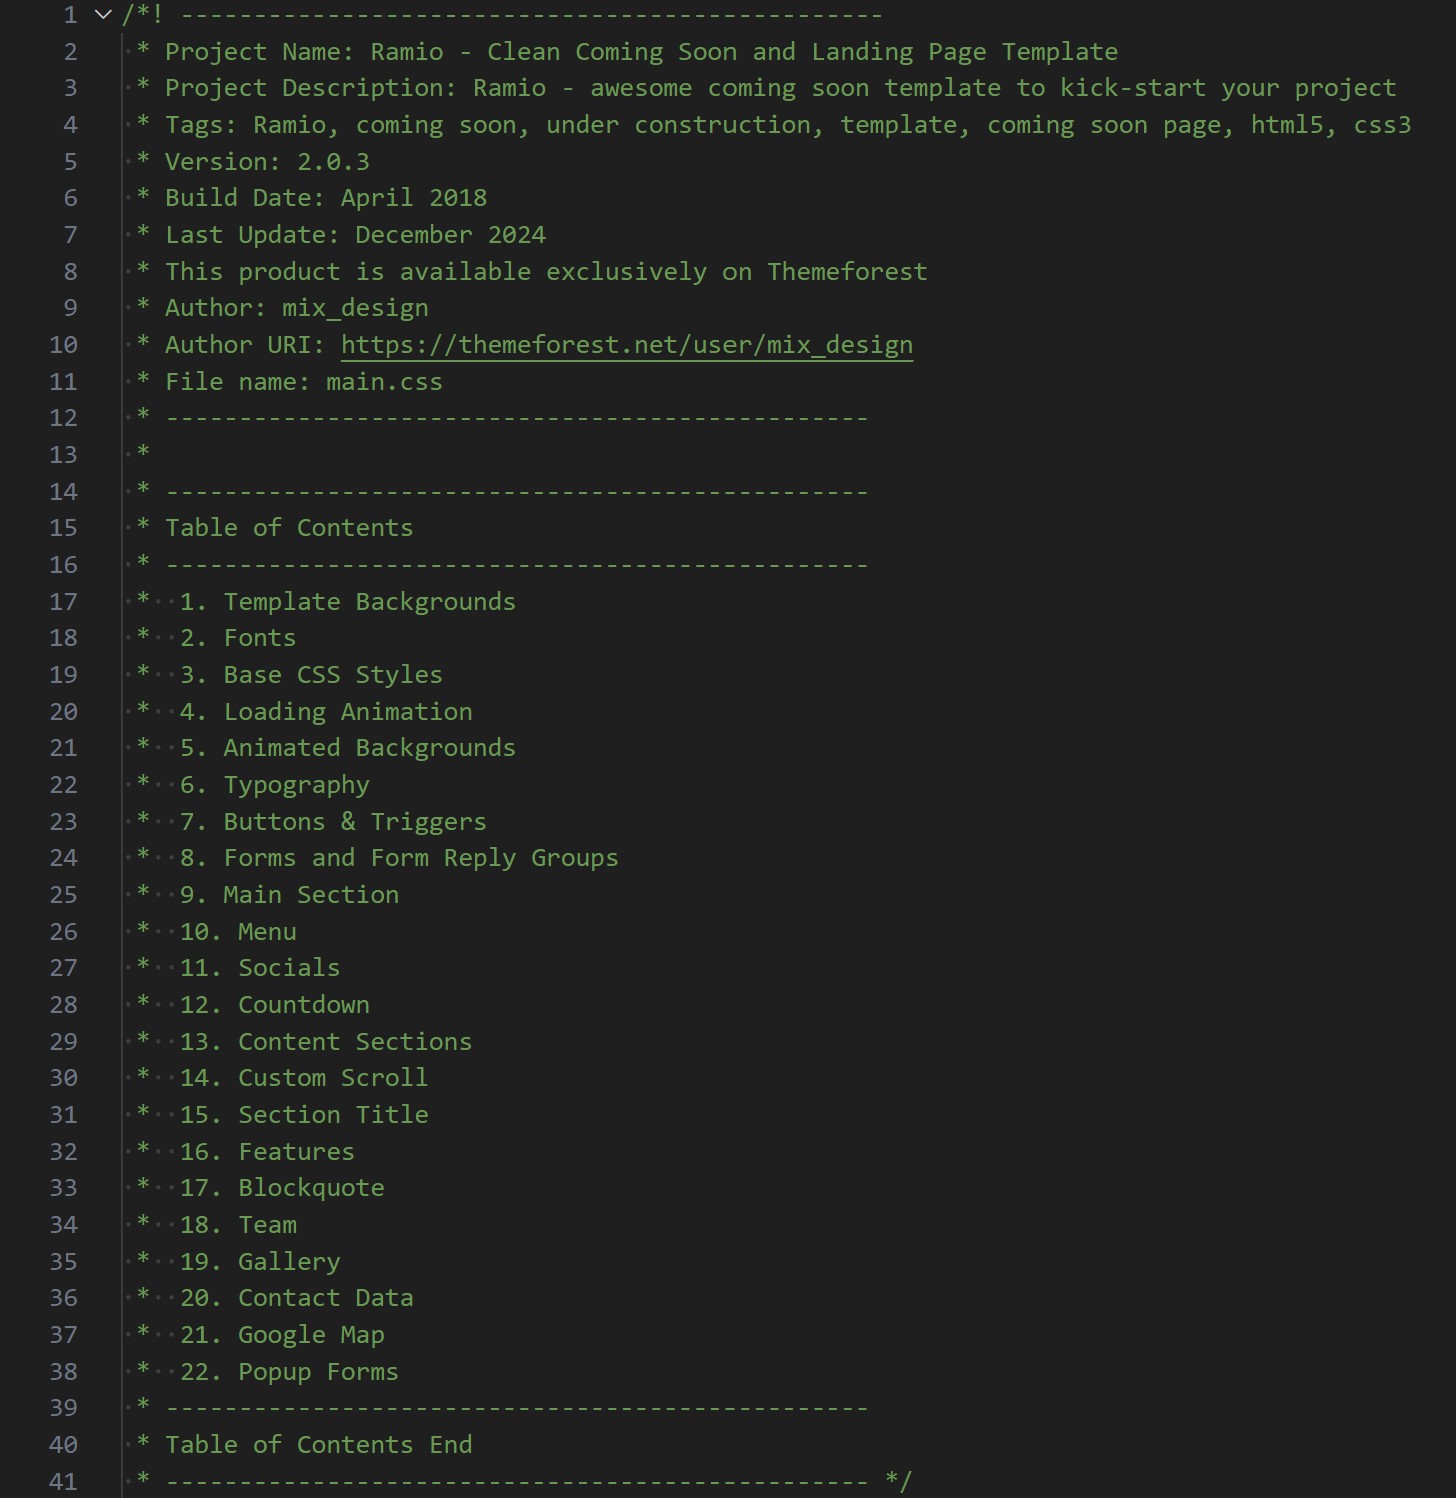 1 /*! ------------------------------------------------
2 * Project Name: Ramio - Clean Coming Soon and Landing Page Template
3 * Project Description: Ramio - awesome coming soon template to kick-start your project
4 * Tags: Ramio, coming soon, under construction, template, coming soon page, html5, css3
5 * Version: 2.0.3
6 * Build Date: April 2018
7 * Last Update: December 2024
8 * This product is available exclusively on Themeforest
9 * Author: mix_design
10 * Author URI: https://themeforest.net/user/mix_design
11 * File name: main.css
12 * ------------------------------------------------
13 *
14 * ------------------------------------------------
15 * Table of Contents
16 * ------------------------------------------------
17 *  1. Template Backgrounds
18 *  2. Fonts
19 *  3. Base CSS Styles
20 *  4. Loading Animation
21 *  5. Animated Backgrounds
22 *  6. Typography
23 *  7. Buttons & Triggers
24 *  8. Forms and Form Reply Groups
25 *  9. Main Section
26 *  10. Menu
27 *  11. Socials
28 *  12. Countdown
29 *  13. Content Sections
30 *  14. Custom Scroll
31 *  15. Section Title
32 *  16. Features
33 *  17. Blockquote
34 *  18. Team
35 *  19. Gallery
36 *  20. Contact Data
37 *  21. Google Map
38 *  22. Popup Forms
39 * ------------------------------------------------
40 * Table of Contents End
41 * ------------------------------------------------ */